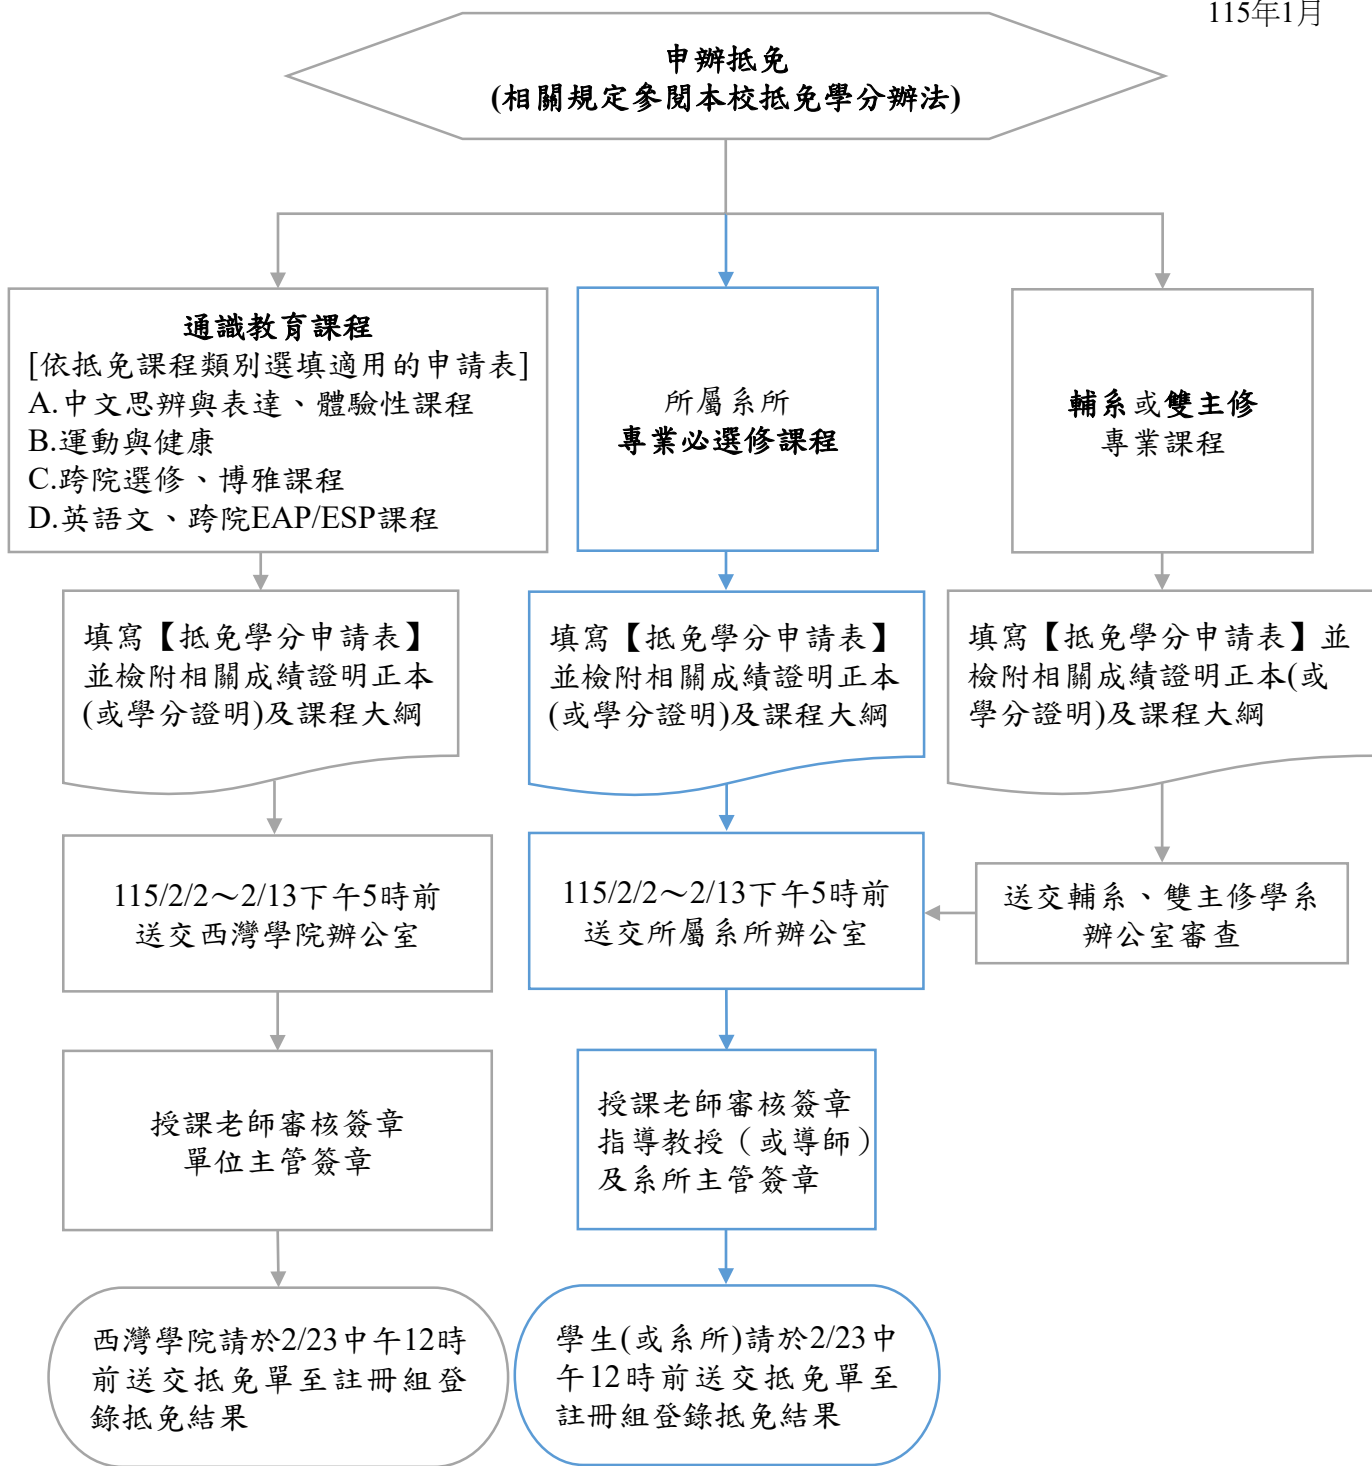 115年1月
申辦抵免
(相關規定參閱本校抵免學分辦法)
通識教育課程
[依抵免課程類別選填適用的申請表]
A.中文思辨與表達、體驗性課程
B.運動與健康
C.跨院選修、博雅課程
D.英語文、跨院EAP/ESP課程
所屬系所
專業必選修課程
輔系或雙主修
專業課程
填寫【抵免學分申請表】
並檢附相關成績證明正本
(或學分證明)及課程大綱
填寫【抵免學分申請表】
並檢附相關成績證明正本
(或學分證明)及課程大綱
填寫【抵免學分申請表】並
檢附相關成績證明正本(或
學分證明)及課程大綱
115/2/2～2/13下午5時前
送交西灣學院辦公室
115/2/2～2/13下午5時前
送交所屬系所辦公室
送交輔系、雙主修學系
辦公室審查
授課老師審核簽章
單位主管簽章
授課老師審核簽章
指導教授（或導師）
及系所主管簽章
西灣學院請於2/23中午12時
前送交抵免單至註冊組登
錄抵免結果
學生(或系所)請於2/23中
午12時前送交抵免單至
註冊組登錄抵免結果